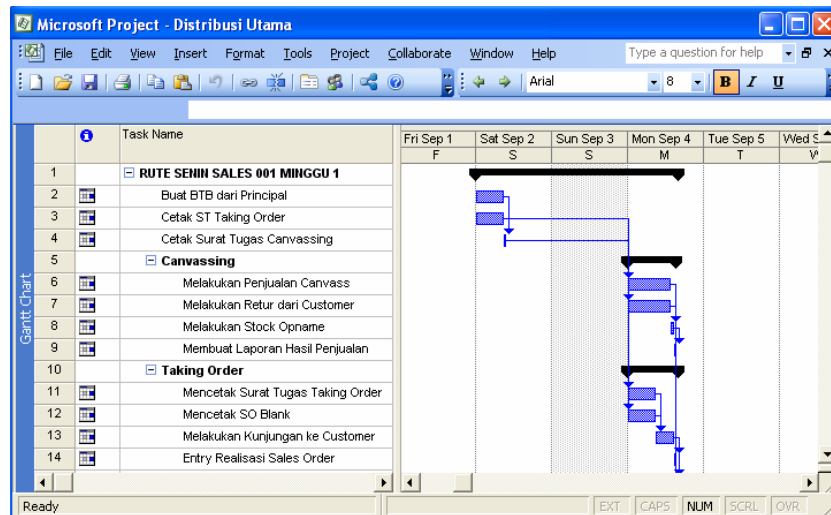 Microsoft Project - Distribusi Utama
File Edit View Insert Format Tools Project Collaborate Window Help Type a question for help
Arial 8 B I U
Task Name Fri Sep 1 Sat Sep 2 Sun Sep 3 Mon Sep 4 Tue Sep 5 Wed S
F S S M T
1 RUTE SENIN SALES 001 MINGGU 1
2 Buat BTB dari Principal
3 Cetak ST Taking Order
4 Cetak Surat Tugas Canvassing
5 Canvassing
6 Melakukan Penjualan Canvass
7 Melakukan Retur dari Customer
8 Melakukan Stock Opname
9 Membuat Laporan Hasil Penjualan
10 Taking Order
11 Mencetak Surat Tugas Taking Order
12 Mencetak SO Blank
13 Melakukan Kunjungan ke Customer
14 Entry Realisasi Sales Order
Gantt Chart
Ready EXT CAPS NUM SCRL OVR